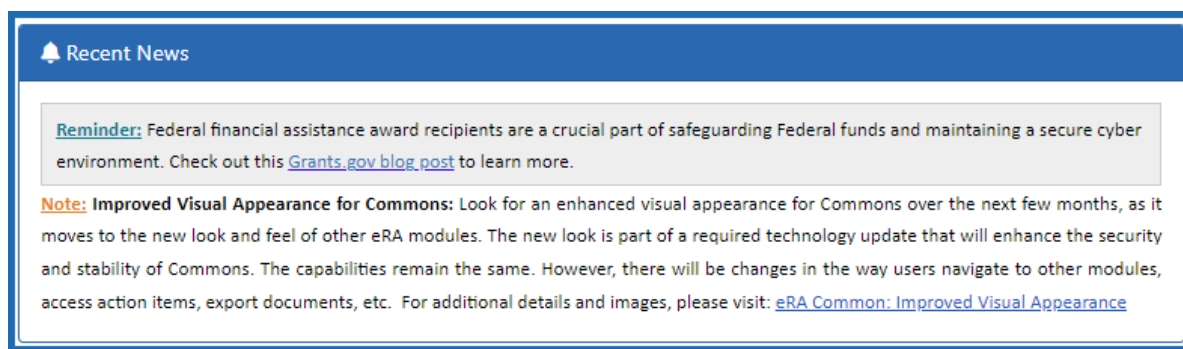 Recent News
Reminder: Federal financial assistance award recipients are a crucial part of safeguarding Federal funds and maintaining a secure cyber
environment. Check out this Grants.gov blog post to learn more.
Note: Improved Visual Appearance for Commons: Look for an enhanced visual appearance for Commons over the next few months, as it
moves to the new look and feel of other eRA modules. The new look is part of a required technology update that will enhance the security
and stability of Commons. The capabilities remain the same. However, there will be changes in the way users navigate to other modules,
access action items, export documents, etc.  For additional details and images, please visit: eRA Common: Improved Visual Appearance